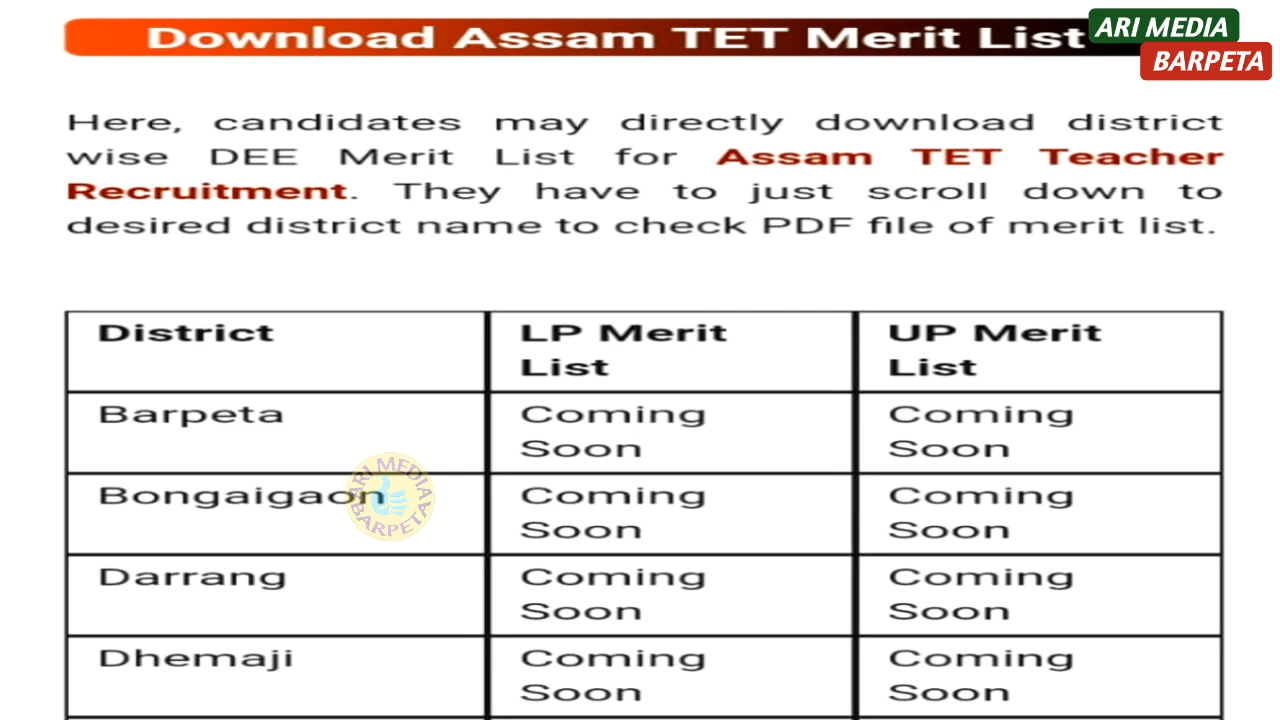 Download Assam TET Merit List
ARI MEDIA
BARPETA
Here, candidates may directly download district
wise DEE Merit List for Assam TET Teacher
Recruitment. They have to just scroll down to
desired district name to check PDF file of merit list.
District LP Merit List UP Merit List
Barpeta Coming Soon Coming Soon
Bongaigaon Coming Soon Coming Soon
ARI MEDIA BARPETA
Darrang Coming Soon Coming Soon
Dhemaji Coming Soon Coming Soon